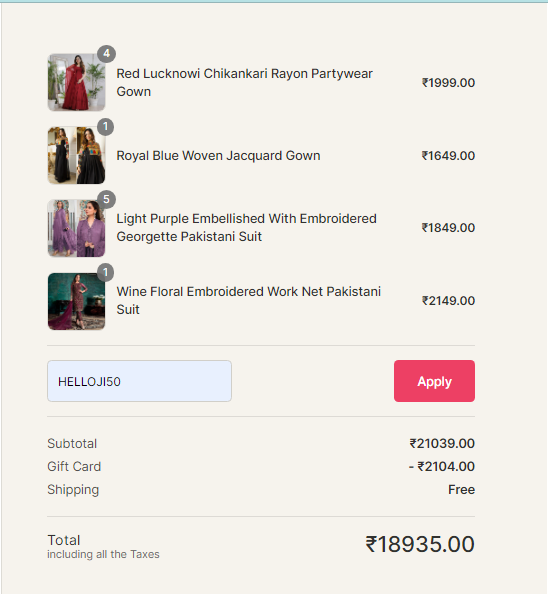 4
Red Lucknowi Chikankari Rayon Partywear
Gown
₹1999.00
1
Royal Blue Woven Jacquard Gown
₹1649.00
5
Light Purple Embellished With Embroidered
Georgette Pakistani Suit
₹1849.00
1
Wine Floral Embroidered Work Net Pakistani
Suit
₹2149.00
HELLOJI50
Apply
Subtotal ₹21039.00
Gift Card - ₹2104.00
Shipping Free
Total ₹18935.00
including all the Taxes